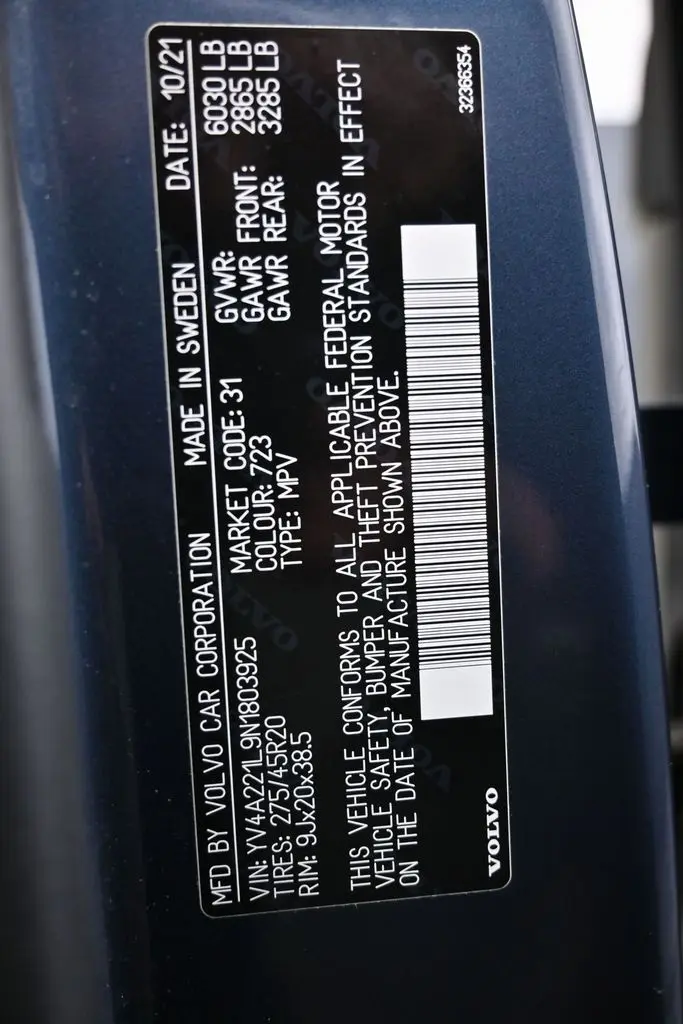 MFD BY VOLVO CAR CORPORATION MADE IN SWEDEN DATE: 10/21
VIN: YV4A221L9N1803925 MARKET CODE: 31 GVWR: 6030 LB
TIRES: 275/45R20 COLOUR: 723 GAWR FRONT: 2865 LB
RIM: 9Jx20x38.5 TYPE: MPV GAWR REAR: 3285 LB
THIS VEHICLE CONFORMS TO ALL APPLICABLE FEDERAL MOTOR
VEHICLE SAFETY, BUMPER AND THEFT PREVENTION STANDARDS IN EFFECT
ON THE DATE OF MANUFACTURE SHOWN ABOVE.
VOLVO 32366354